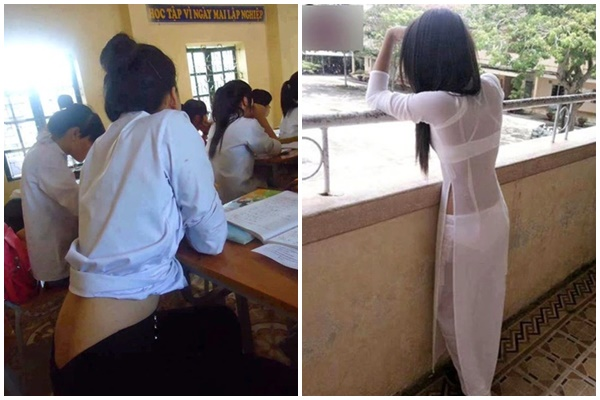 HỌC TẬP VÌ NGÀY MAI LẬP NGHIỆP